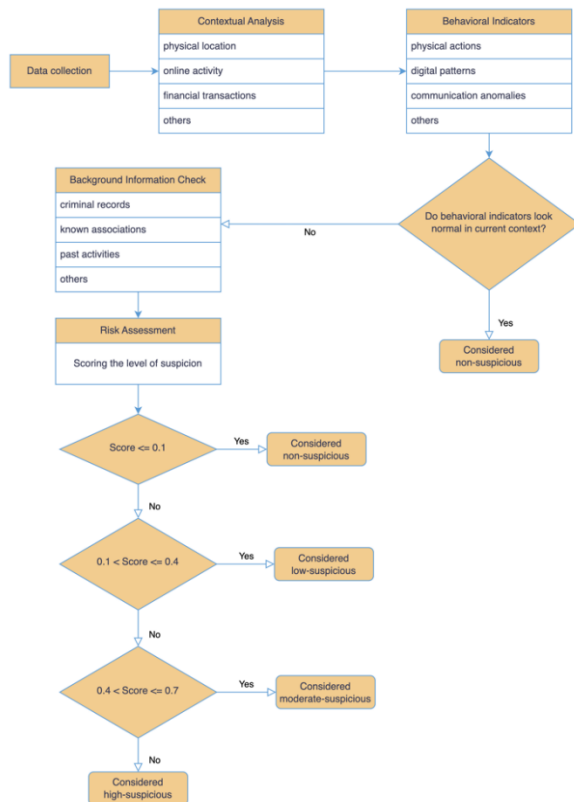 Data collection
Contextual Analysis
physical location
online activity
financial transactions
others
Behavioral Indicators
physical actions
digital patterns
communication anomalies
others
Do behavioral indicators look
normal in current context?
No
Yes
Considered
non-suspicious
Background Information Check
criminal records
known associations
past activities
others
Risk Assessment
Scoring the level of suspicion
Score <= 0.1
Yes
Considered
non-suspicious
No
0.1 < Score <= 0.4
Yes
Considered
low-suspicious
No
0.4 < Score <= 0.7
Yes
Considered
moderate-suspicious
No
Considered
high-suspicious